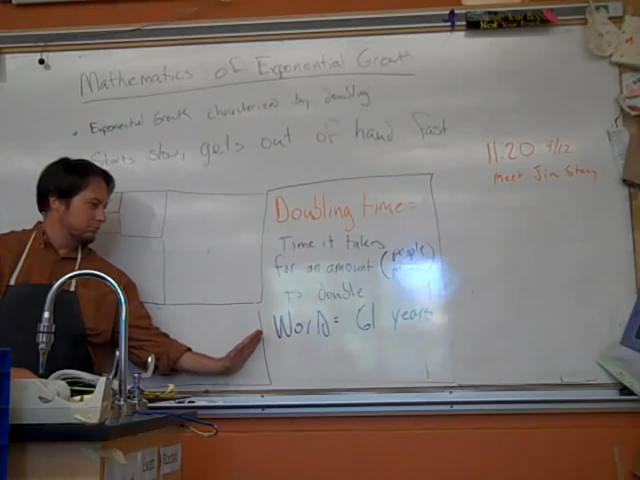 Mathematics of Exponential Growth
• Exponential Growth characterized by doubling
Starts slow, gets out of hand fast
11.20 9/12
Meet Jim Stacy
Doubling time=
Time it takes
for an amount (people)
to double
World= 61 years